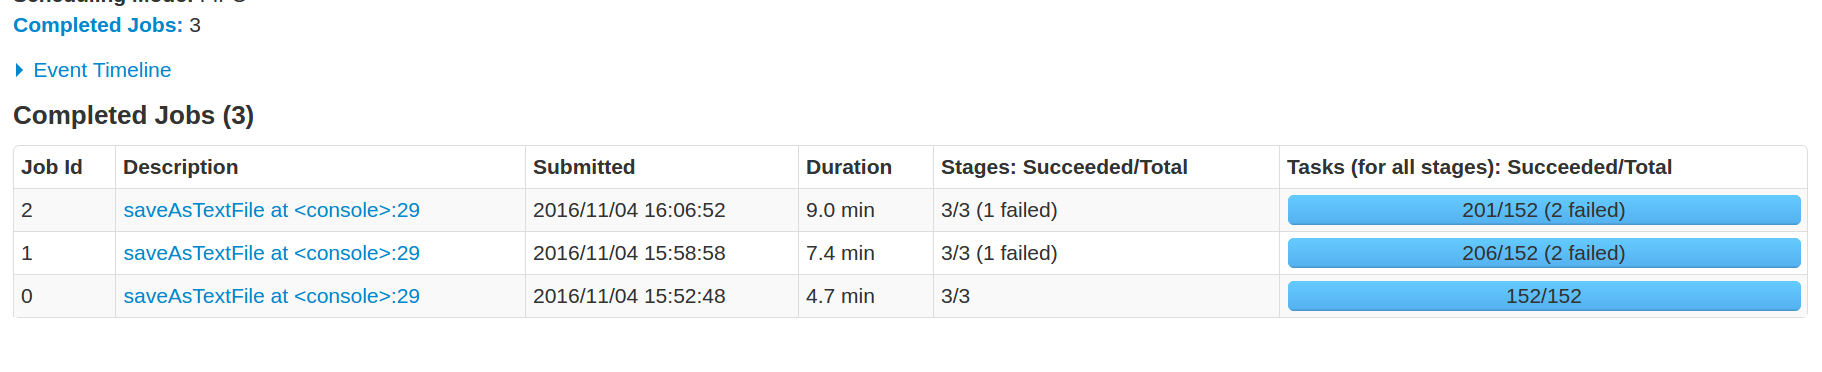 Completed Jobs: 3
Event Timeline
Completed Jobs (3)
Job Id Description Submitted Duration Stages: Succeeded/Total Tasks (for all stages): Succeeded/Total
2 saveAsTextFile at <console>:29 2016/11/04 16:06:52 9.0 min 3/3 (1 failed) 201/152 (2 failed)
1 saveAsTextFile at <console>:29 2016/11/04 15:58:58 7.4 min 3/3 (1 failed) 206/152 (2 failed)
0 saveAsTextFile at <console>:29 2016/11/04 15:52:48 4.7 min 3/3 152/152